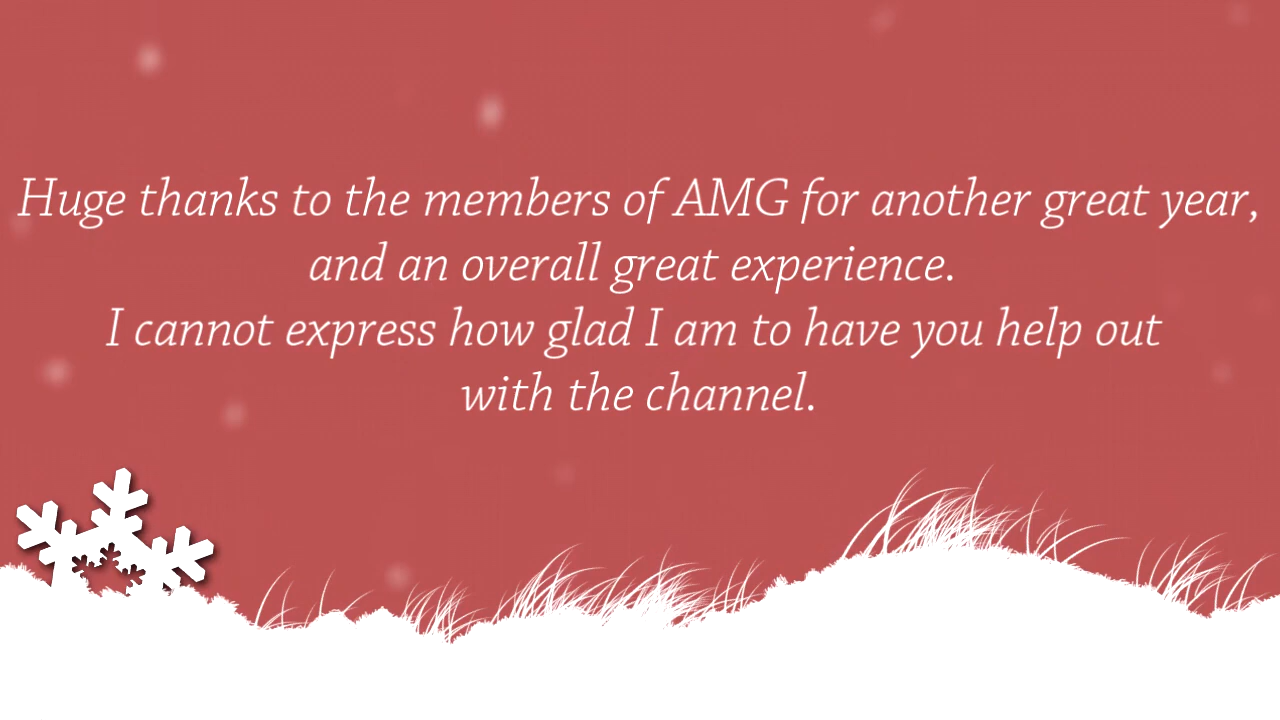 Huge thanks to the members of AMG for another great year,
and an overall great experience.
I cannot express how glad I am to have you help out
with the channel.